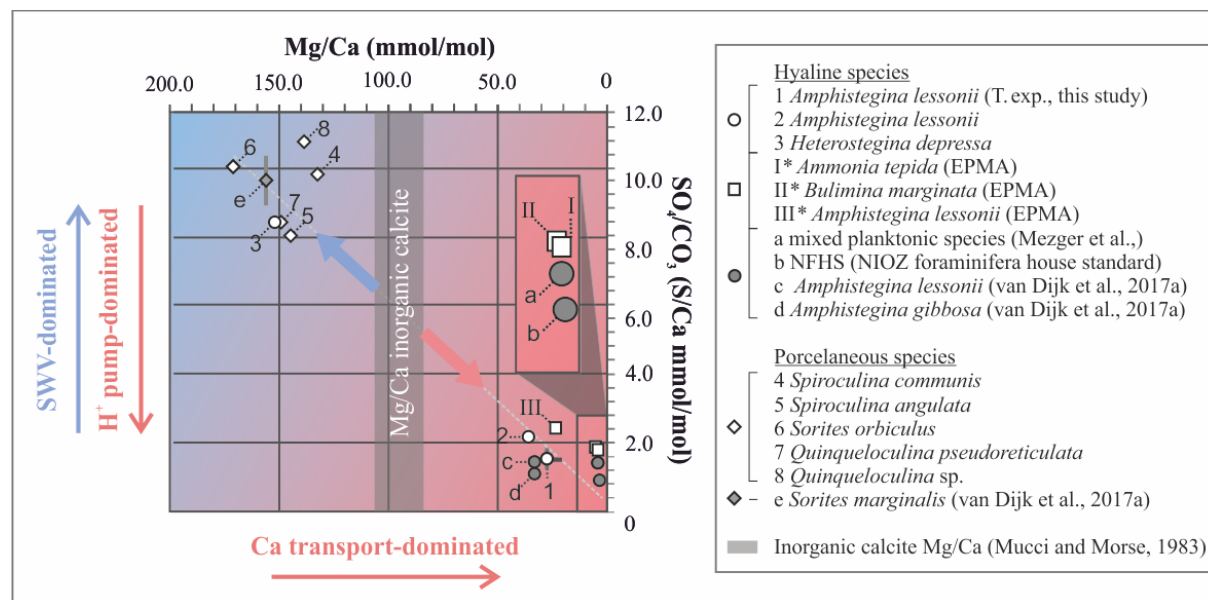 Mg/Ca (mmol/mol)
200.0 150.0 100.0 50.0 0
12.0
10.0
8.0
6.0
4.0
2.0
0
SO4/CO3 (S/Ca mmol/mol)
SWV-dominated
H+ pump-dominated
Ca transport-dominated
Mg/Ca inorganic calcite
8
6
4
e
7
3
5
II
I
a
b
III
2
c
d
1
Hyaline species
1 Amphistegina lessonii (T. exp., this study)
2 Amphistegina lessonii
3 Heterostegina depressa
I* Ammonia tepida (EPMA)
II* Bulimina marginata (EPMA)
III* Amphistegina lessonii (EPMA)
a mixed planktonic species (Mezger et al.,)
b NFHS (NIOZ foraminifera house standard)
c Amphistegina lessonii (van Dijk et al., 2017a)
d Amphistegina gibbosa (van Dijk et al., 2017a)
Porcelaneous species
4 Spiroculina communis
5 Spiroculina angulata
6 Sorites orbiculus
7 Quinqueloculina pseudoreticulata
8 Quinqueloculina sp.
e Sorites marginalis (van Dijk et al., 2017a)
Inorganic calcite Mg/Ca (Mucci and Morse, 1983)